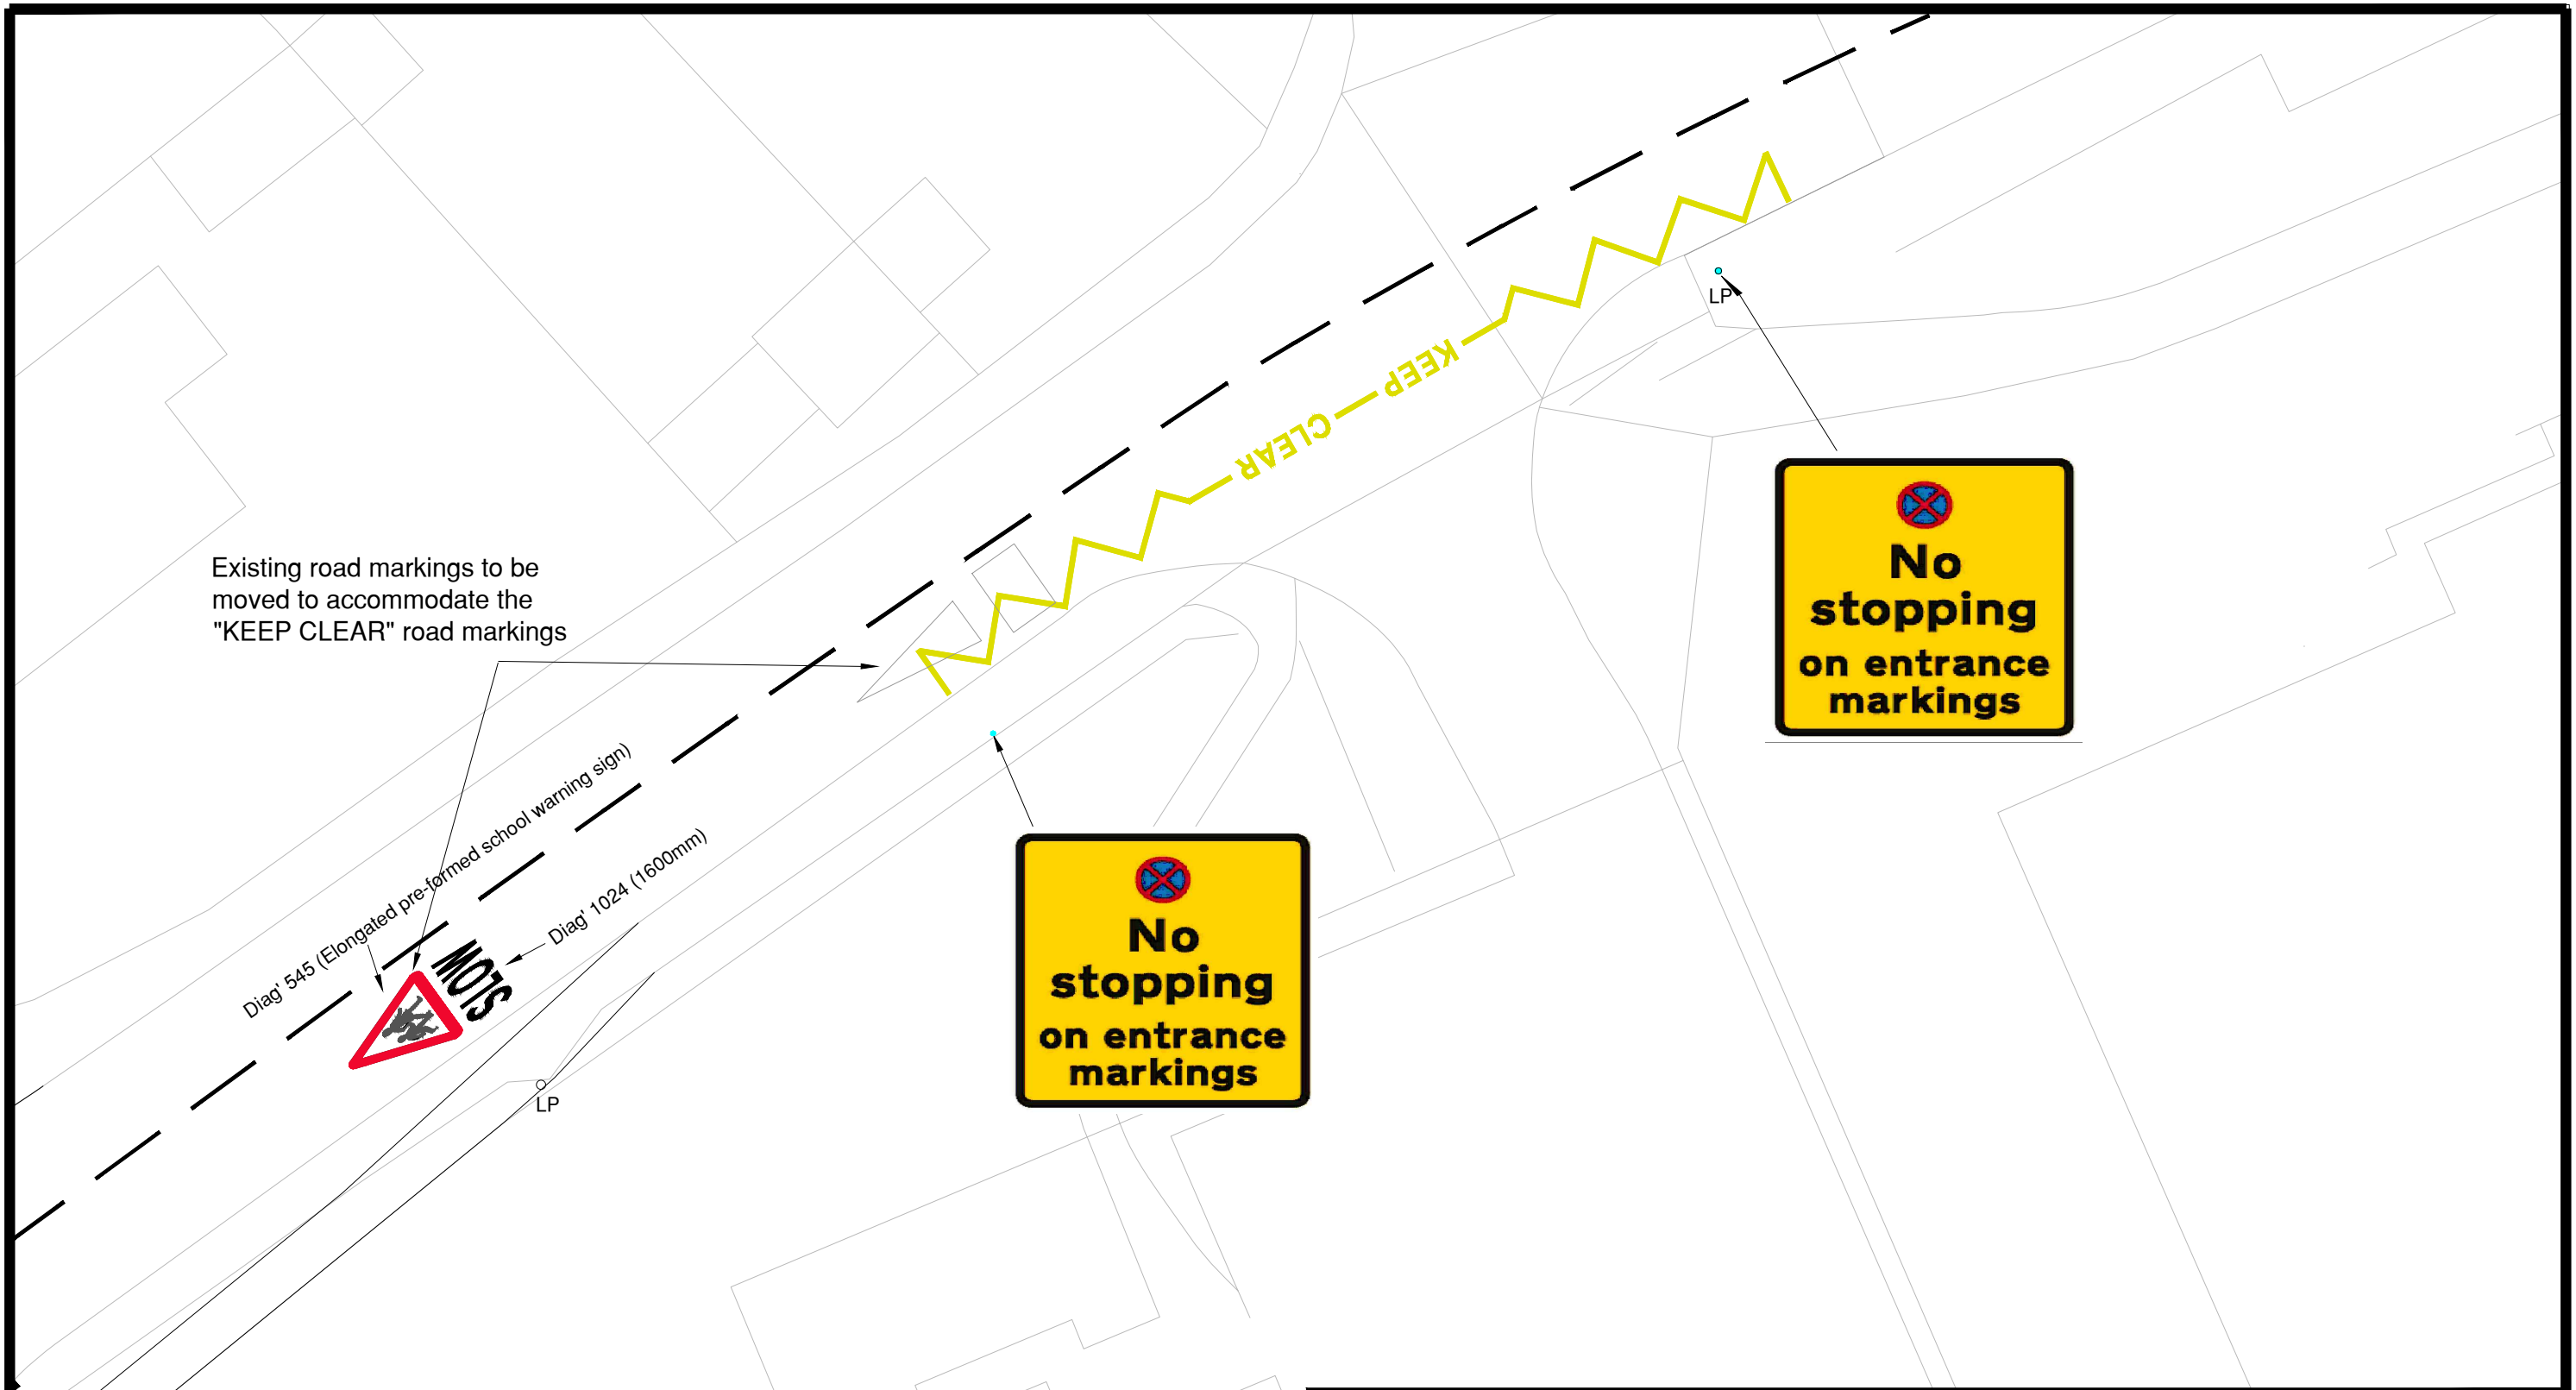 KEEP
CLEAR
LP
No
stopping
on entrance
markings
Existing road markings to be
moved to accommodate the
"KEEP CLEAR" road markings
Diag' 545 (Elongated pre-formed school warning sign)
Diag' 1024 (1600mm)
SLOW
LP
No
stopping
on entrance
markings